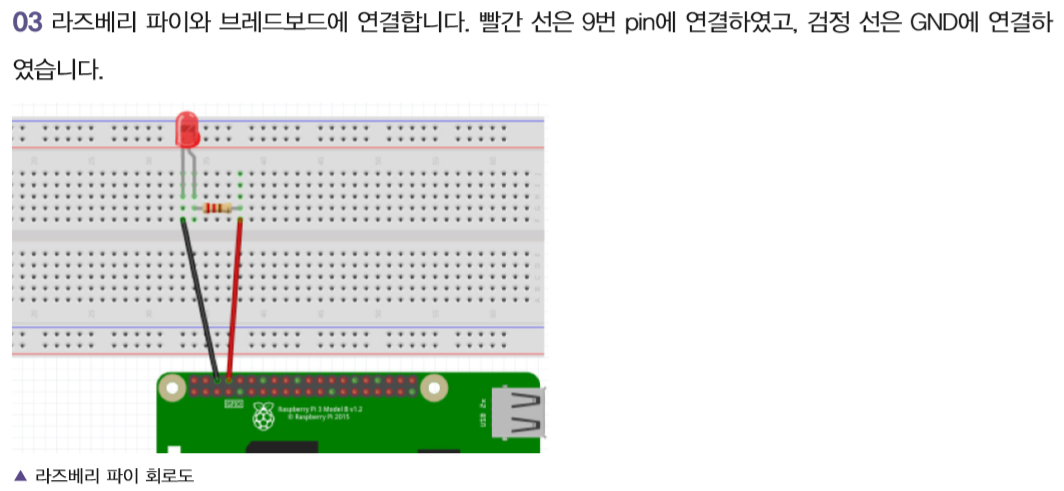 03 라즈베리 파이와 브레드보드에 연결합니다. 빨간 선은 9번 pin에 연결하였고, 검정 선은 GND에 연결하
였습니다.
GPIO
Raspberry Pi 3 Model B v1.2
© Raspberry Pi 2015
USB 2x
▲ 라즈베리 파이 회로도